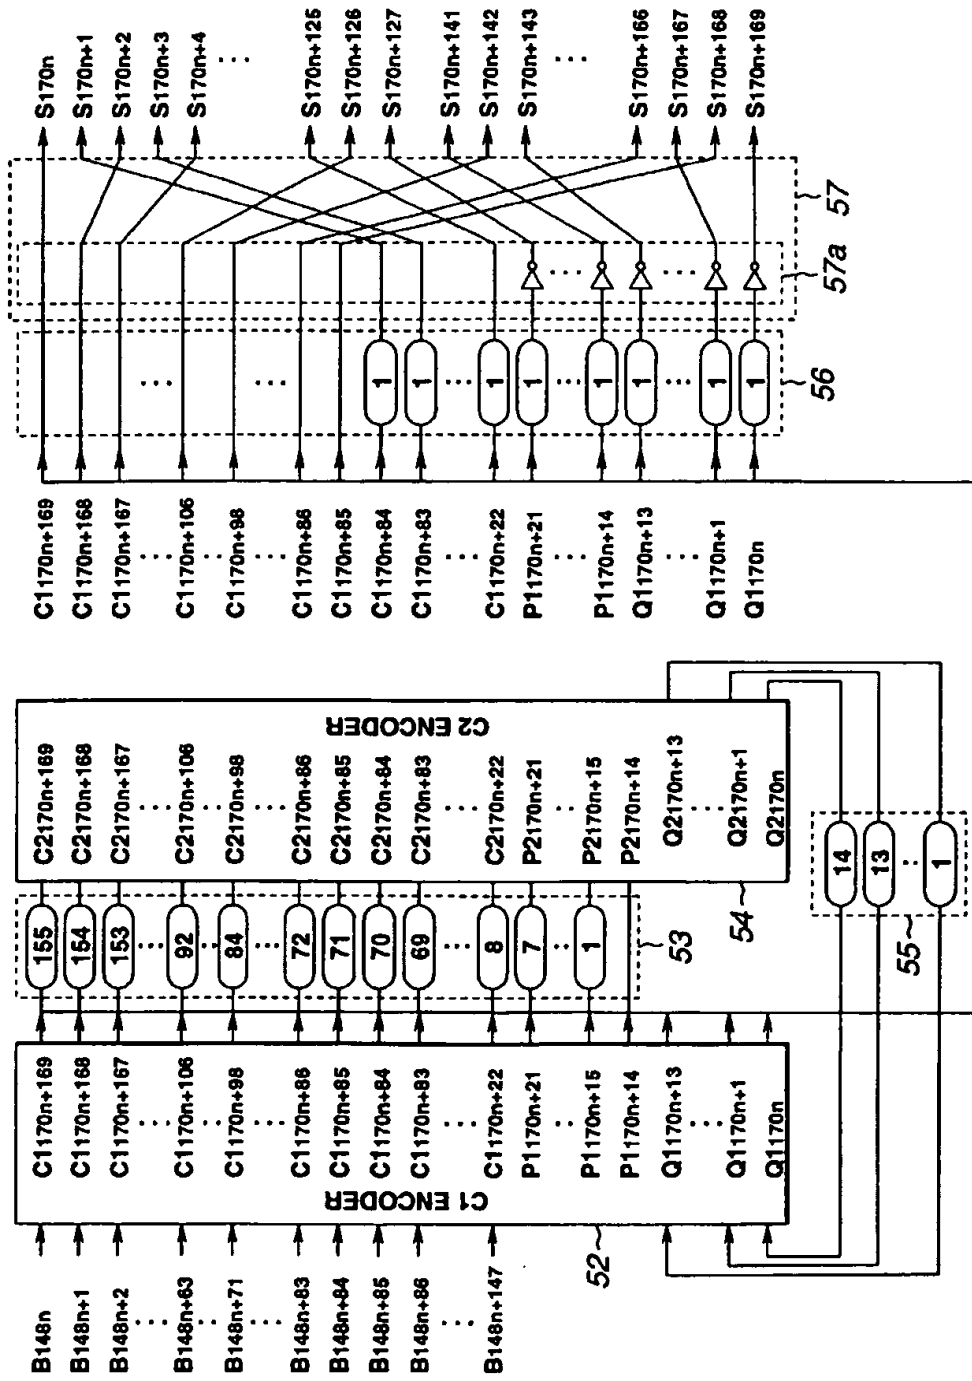 B148n
B148n+1
B148n+2
B148n+63
B148n+71
B148n+83
B148n+84
B148n+85
B148n+86
B148n+147
C1 ENCODER
C1170n+169
C1170n+168
C1170n+167
C1170n+106
C1170n+98
C1170n+86
C1170n+85
C1170n+84
C1170n+83
C1170n+22
P1170n+21
P1170n+15
P1170n+14
Q1170n+13
Q1170n+1
Q1170n
52
155
154
153
92
84
72
71
70
69
8
7
1
53
C2170n+169
C2170n+168
C2170n+167
C2170n+106
C2170n+98
C2170n+86
C2170n+85
C2170n+84
C2170n+83
C2170n+22
P2170n+21
P2170n+15
P2170n+14
Q2170n+13
Q2170n+1
Q2170n
C2 ENCODER
54
14
13
1
55
C1170n+169
C1170n+168
C1170n+167
C1170n+106
C1170n+98
C1170n+86
C1170n+85
C1170n+84
C1170n+83
C1170n+22
P1170n+21
P1170n+14
Q1170n+13
Q1170n+1
Q1170n
1
1
1
1
1
1
1
1
56
57a
57
S170n
S170n+1
S170n+2
S170n+3
S170n+4
S170n+125
S170n+126
S170n+127
S170n+141
S170n+142
S170n+143
S170n+166
S170n+167
S170n+168
S170n+169